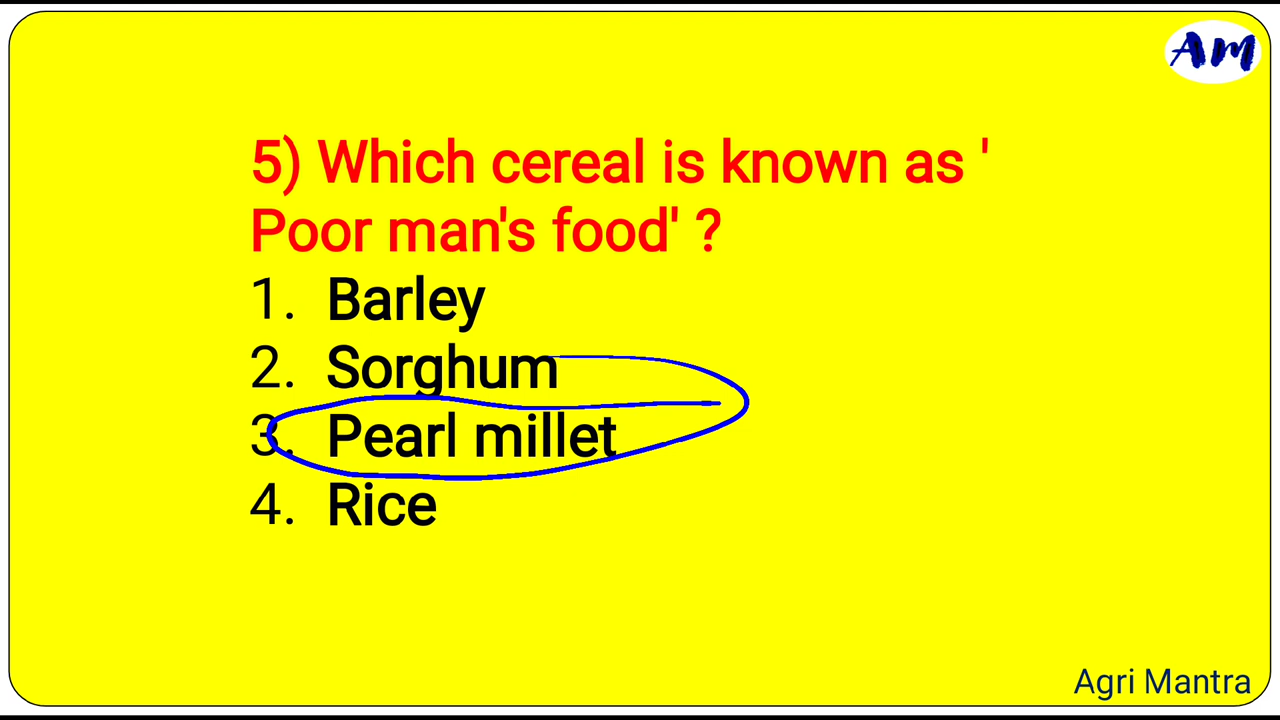 AM
5) Which cereal is known as '
Poor man's food' ?
1. Barley
2. Sorghum
3. Pearl millet
4. Rice
Agri Mantra